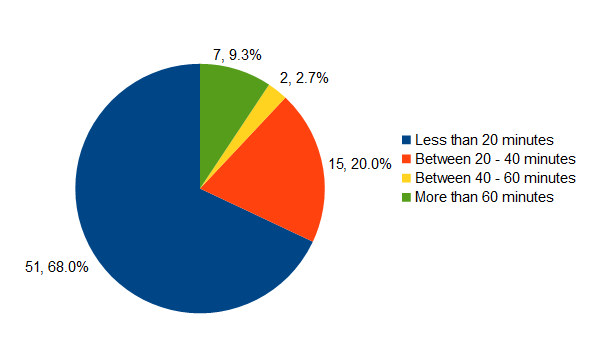 7, 9.3%
2, 2.7%
15, 20.0%
51, 68.0%
Less than 20 minutes
Between 20 - 40 minutes
Between 40 - 60 minutes
More than 60 minutes